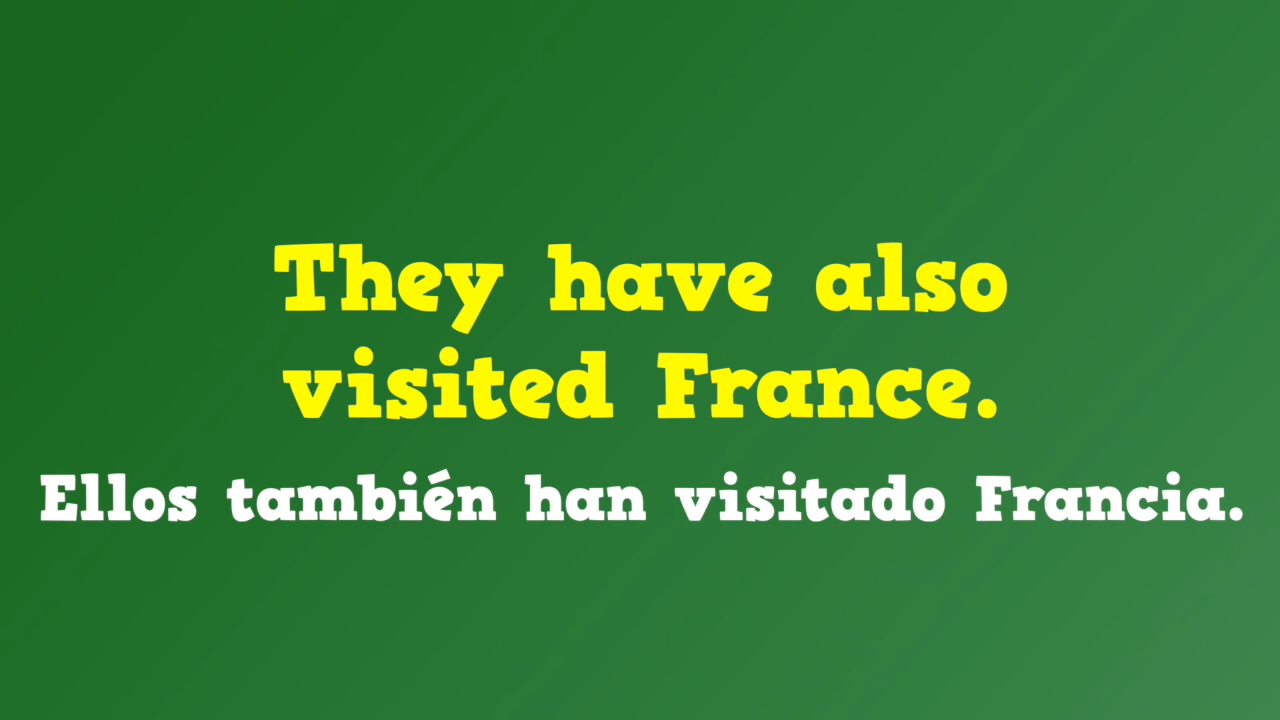 They have also
visited France.
Ellos también han visitado Francia.